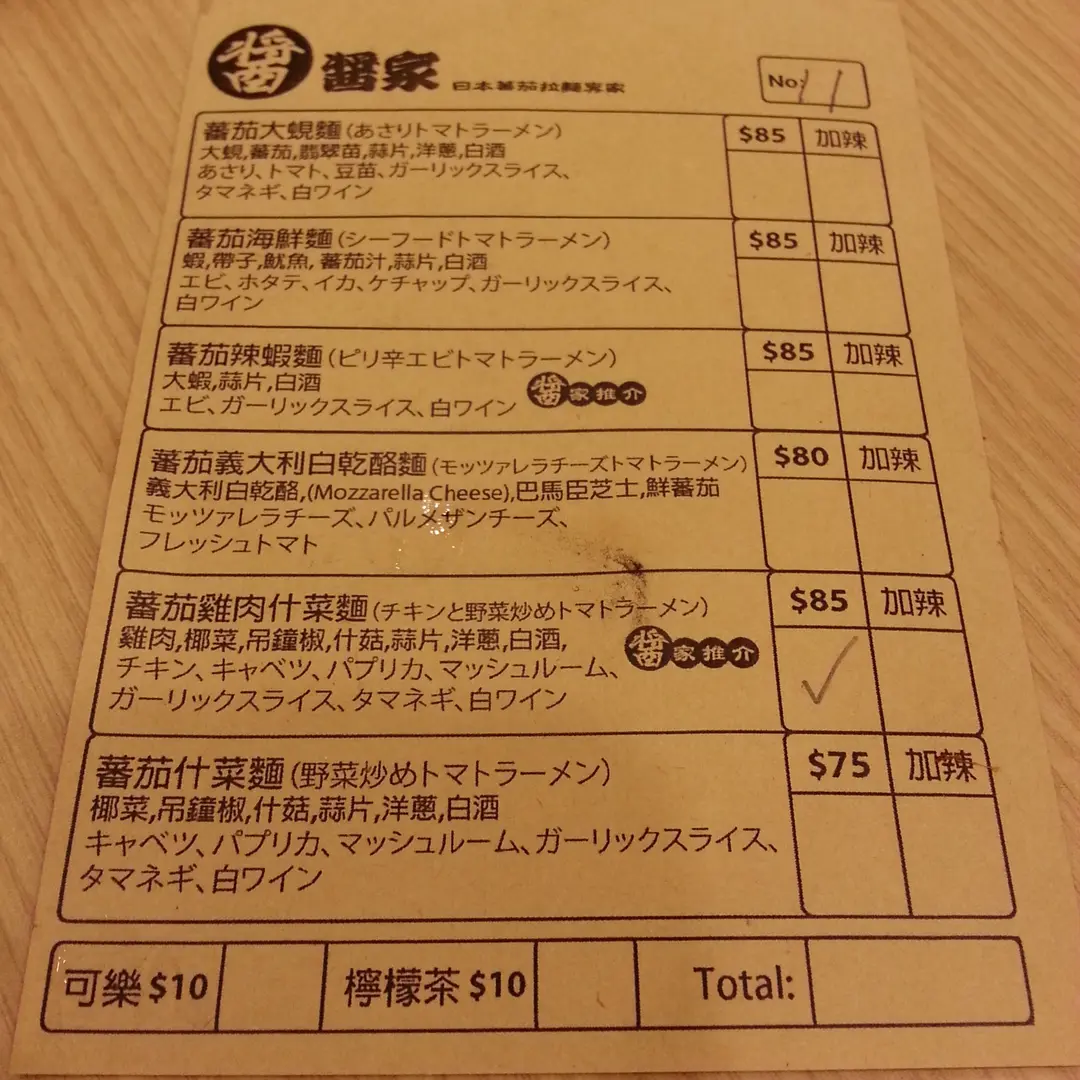 醬
醬家 日本蕃茄拉麵專家
No: 11
蕃茄大蜆麵(あさりトマトラーメン) $85 加辣
大蜆,蕃茄,翡翠苗,蒜片,洋蔥,白酒
あさり、トマト、豆苗、ガーリックスライス、
タマネギ、白ワイン
蕃茄海鮮麵(シーフードトマトラーメン) $85 加辣
蝦,帶子,魷魚, 蕃茄汁,蒜片,白酒
エビ、ホタテ、イカ、ケチャップ、ガーリックスライス、
白ワイン
蕃茄辣蝦麵(ピリ辛エビトマトラーメン) $85 加辣
大蝦,蒜片,白酒
エビ、ガーリックスライス、白ワイン 醬家推介
蕃茄義大利白乾酪麵(モッツァレラチーズトマトラーメン) $80 加辣
義大利白乾酪,(Mozzarella Cheese),巴馬臣芝士,鮮蕃茄
モッツァレラチーズ、パルメザンチーズ、
フレッシュトマト
蕃茄雞肉什菜麵(チキンと野菜炒めトマトラーメン) $85 加辣
雞肉,椰菜,吊鐘椒,什菇,蒜片,洋蔥,白酒, 醬家推介
チキン、キャベツ、パプリカ、マッシュルーム、 ✓
ガーリックスライス、タマネギ、白ワイン
蕃茄什菜麵(野菜炒めトマトラーメン) $75 加辣
椰菜,吊鐘椒,什菇,蒜片,洋蔥,白酒
キャベツ、パプリカ、マッシュルーム、ガーリックスライス、
タマネギ、白ワイン
可樂 $10 檸檬茶 $10 Total: